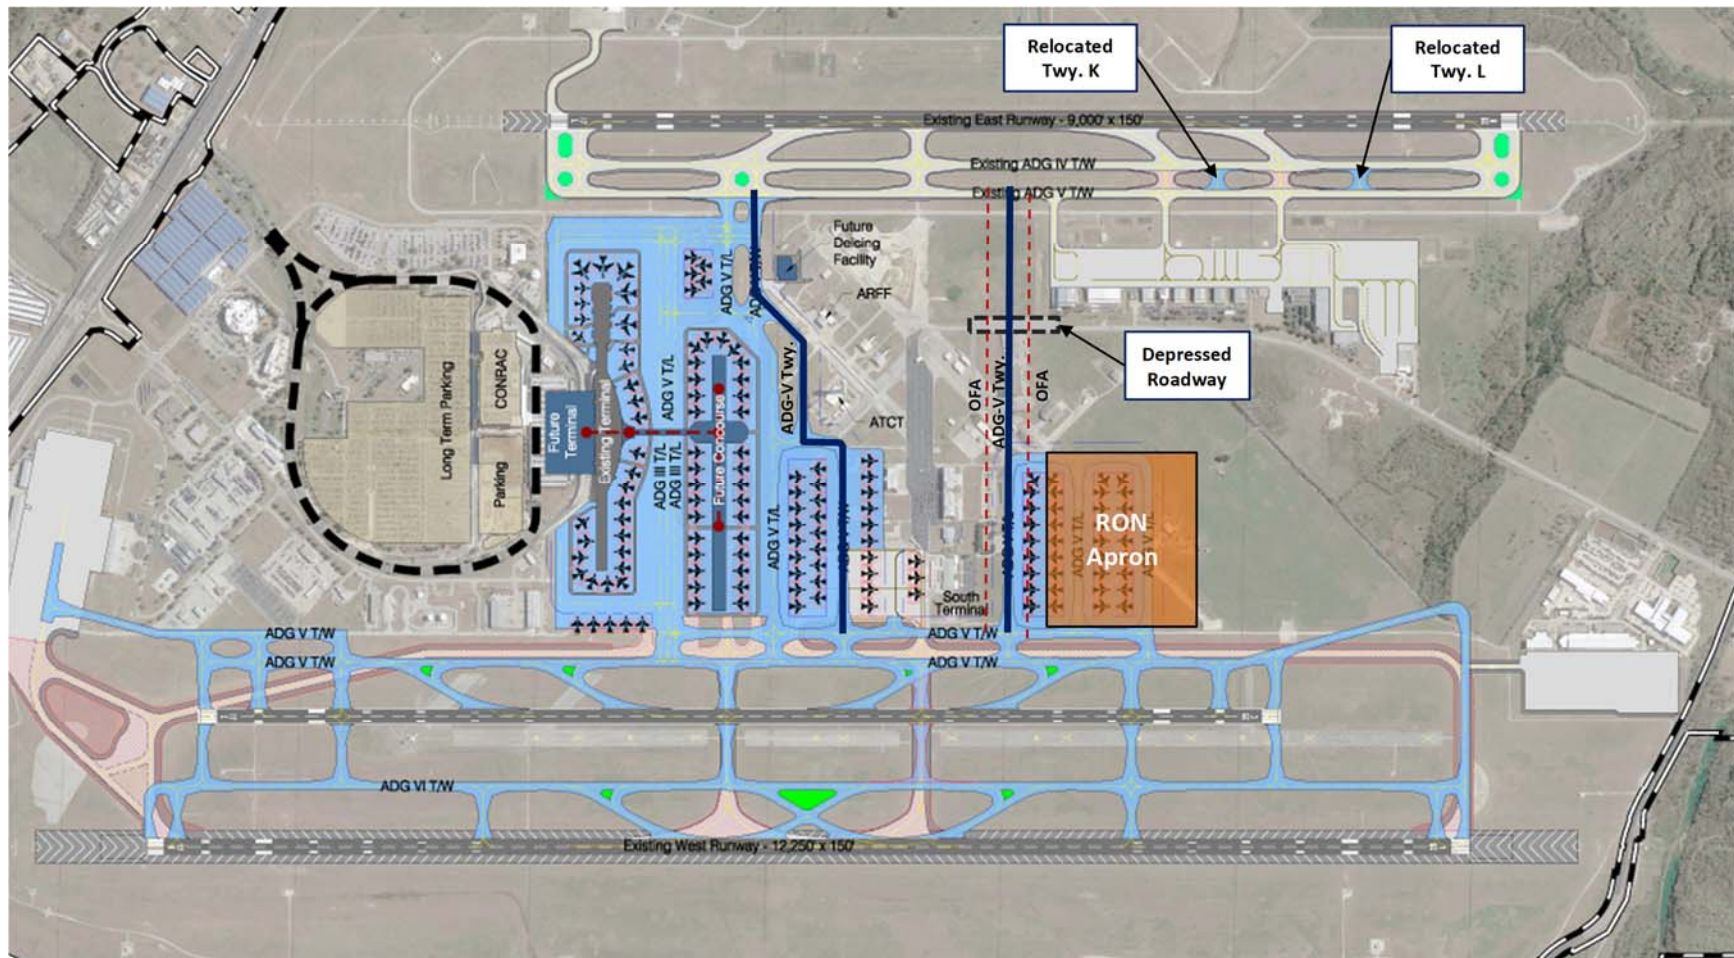 Relocated
Twy. K
Relocated
Twy. L
Existing East Runway - 9,000' x 150'
Existing ADG IV T/W
Existing ADG V T/W
Future
Deicing
Facility
ADG V T/L
ARFF
Depressed
Roadway
CONRAC
Long Term Parking
Parking
Future
Terminal
Existing Terminal
ADG V T/L
ADG III T/L
ADG III T/L
Future Concourse
ADG-V Twy.
ATCT
OFA
ADG-V Twy.
OFA
ADG V T/L
ADG V T/W
South
Terminal
RON
Apron
ADG V T/L
ADG V T/L
ADG V T/W
ADG V T/W
ADG V T/W
ADG V T/W
ADG VI T/W
Existing West Runway - 12,250' x 150'